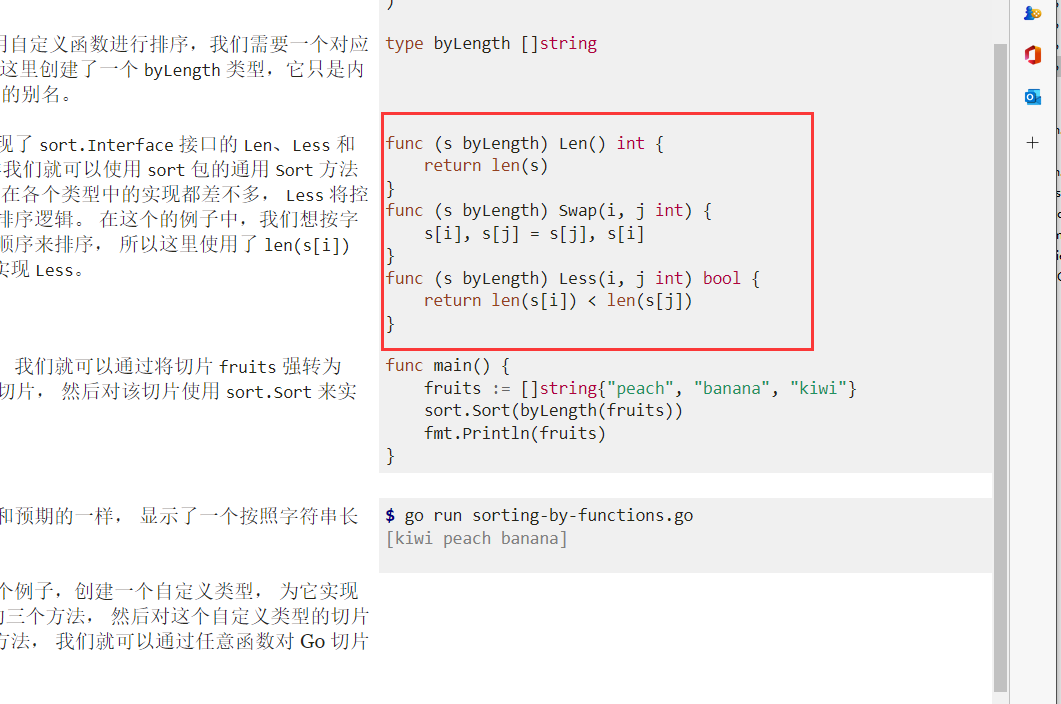 )
用自定义函数进行排序，我们需要一个对应
这里创建了一个 byLength 类型，它只是内
的别名。
type byLength []string
现了 sort.Interface 接口的 Len、Less 和
我们就可以使用 sort 包的通用 Sort 方法
在各个类型中的实现都差不多， Less 将控
排序逻辑。 在这个的例子中，我们想按字
顺序来排序， 所以这里使用了 len(s[i])
实现 Less。
func (s byLength) Len() int {
return len(s)
}
func (s byLength) Swap(i, j int) {
s[i], s[j] = s[j], s[i]
}
func (s byLength) Less(i, j int) bool {
return len(s[i]) < len(s[j])
}
我们就可以通过将切片 fruits 强转为
切片， 然后对该切片使用 sort.Sort 来实
func main() {
fruits := []string{"peach", "banana", "kiwi"}
sort.Sort(byLength(fruits))
fmt.Println(fruits)
}
和预期的一样， 显示了一个按照字符串长
$ go run sorting-by-functions.go
[kiwi peach banana]
个例子，创建一个自定义类型， 为它实现
三个方法， 然后对这个自定义类型的切片
方法， 我们就可以通过任意函数对 Go 切片